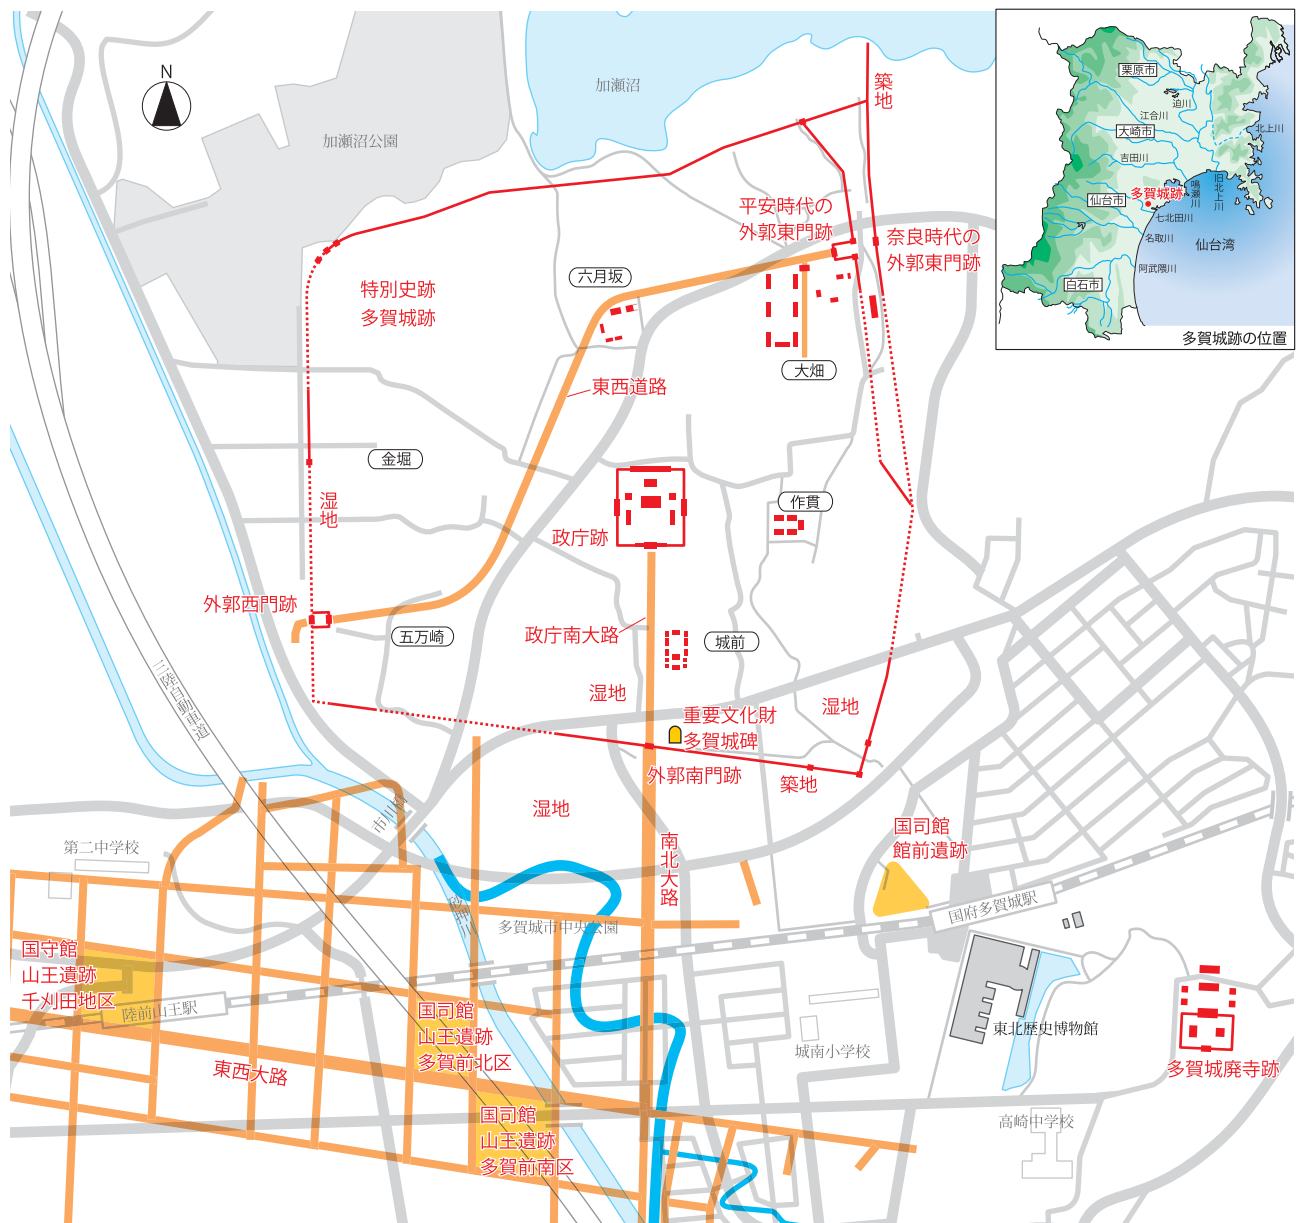 N
加瀬沼
加瀬沼公園
築地
平安時代の
外郭東門跡
奈良時代の
外郭東門跡
特別史跡
多賀城跡
六月坂
大畑
東西道路
金堀
湿地
作貫
政庁跡
外郭西門跡
五万崎
政庁南大路
城前
湿地
湿地
重要文化財
多賀城碑
外郭南門跡
築地
湿地
三陸自動車道
市川橋
第二中学校
南北大路
国司館
館前遺跡
国府多賀城駅
多賀城市中央公園
国守館
山王遺跡
千刈田地区
陸前山王駅
国司館
山王遺跡
多賀前北区
東西大路
国司館
山王遺跡
多賀前南区
城南小学校
東北歴史博物館
高崎中学校
多賀城廃寺跡
栗原市
迫川
江合川
大崎市
北上川
吉田川
多賀城跡
鳴瀬川
旧北上川
仙台市
七北田川
名取川
仙台湾
阿武隈川
白石市
多賀城跡の位置